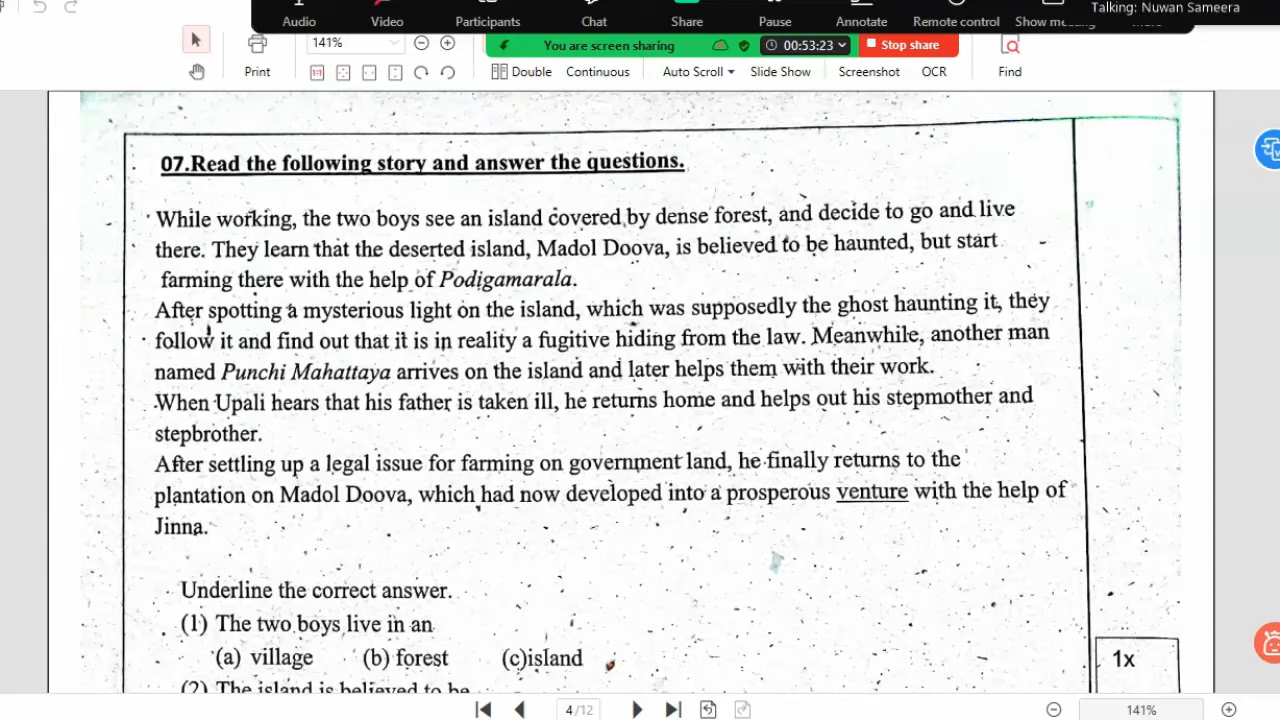 Talking: Nuwan Sameera
Audio Video Participants Chat Share Pause Annotate Remote control
141% You are screen sharing 00:53:23 Stop share
Print Double Continuous Auto Scroll Slide Show Screenshot OCR Find
07.Read the following story and answer the questions.
While working, the two boys see an island covered by dense forest, and decide to go and live
there. They learn that the deserted island, Madol Doova, is believed to be haunted, but start
farming there with the help of Podigamarala.
After spotting a mysterious light on the island, which was supposedly the ghost haunting it, they
follow it and find out that it is in reality a fugitive hiding from the law. Meanwhile, another man
named Punchi Mahattaya arrives on the island and later helps them with their work.
When Upali hears that his father is taken ill, he returns home and helps out his stepmother and
stepbrother.
After settling up a legal issue for farming on government land, he finally returns to the
plantation on Madol Doova, which had now developed into a prosperous venture with the help of
Jinna.
Underline the correct answer.
(1) The two boys live in an
(a) village (b) forest (c)island
1x
(2) The island is believed to be
4/12 141%